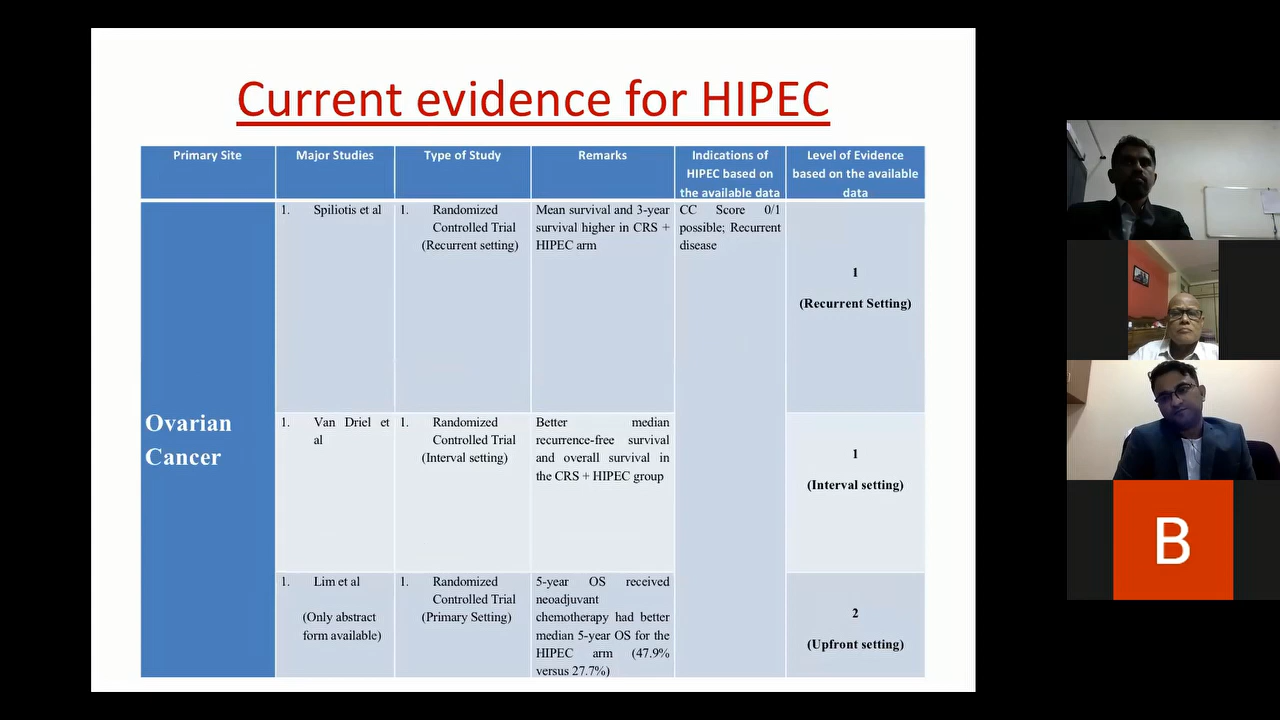 Current evidence for HIPEC
Primary Site
Major Studies
Type of Study
Remarks
Indications of
HIPEC based on
the available data
Level of Evidence
based on the available
data
Ovarian
Cancer
1. Spiliotis et al
1. Randomized
Controlled Trial
(Recurrent setting)
Mean survival and 3-year
survival higher in CRS +
HIPEC arm
CC Score 0/1
possible; Recurrent
disease
1
(Recurrent Setting)
1. Van Driel et
al
1. Randomized
Controlled Trial
(Interval setting)
Better median
recurrence-free survival
and overall survival in
the CRS + HIPEC group
1
(Interval setting)
1. Lim et al
(Only abstract
form available)
1. Randomized
Controlled Trial
(Primary Setting)
5-year OS received
neoadjuvant
chemotherapy had better
median 5-year OS for the
HIPEC arm (47.9%
versus 27.7%)
2
(Upfront setting)
B